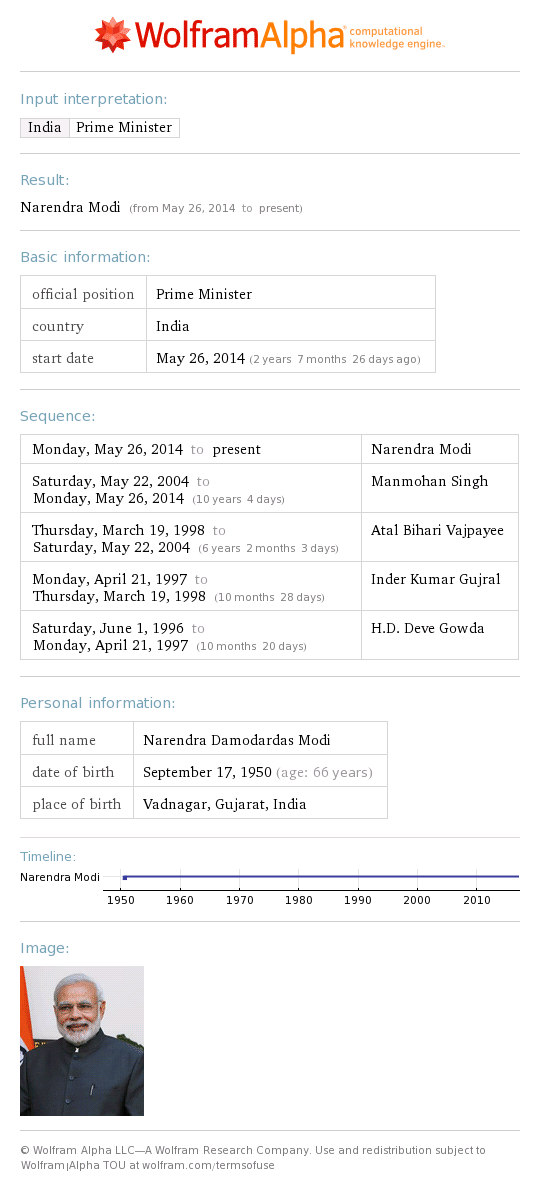 WolframAlpha computational
knowledge engine™
Input interpretation:
India Prime Minister
Result:
Narendra Modi (from May 26, 2014 to present)
Basic information:
official position Prime Minister
country India
start date May 26, 2014 (2 years 7 months 26 days ago)
Sequence:
Monday, May 26, 2014 to present Narendra Modi
Saturday, May 22, 2004 to Manmohan Singh
Monday, May 26, 2014 (10 years 4 days)
Thursday, March 19, 1998 to Atal Bihari Vajpayee
Saturday, May 22, 2004 (6 years 2 months 3 days)
Monday, April 21, 1997 to Inder Kumar Gujral
Thursday, March 19, 1998 (10 months 28 days)
Saturday, June 1, 1996 to H.D. Deve Gowda
Monday, April 21, 1997 (10 months 20 days)
Personal information:
full name Narendra Damodardas Modi
date of birth September 17, 1950 (age: 66 years)
place of birth Vadnagar, Gujarat, India
Timeline:
Narendra Modi
1950 1960 1970 1980 1990 2000 2010
Image:
© Wolfram Alpha LLC—A Wolfram Research Company. Use and redistribution subject to
Wolfram|Alpha TOU at wolfram.com/termsofuse